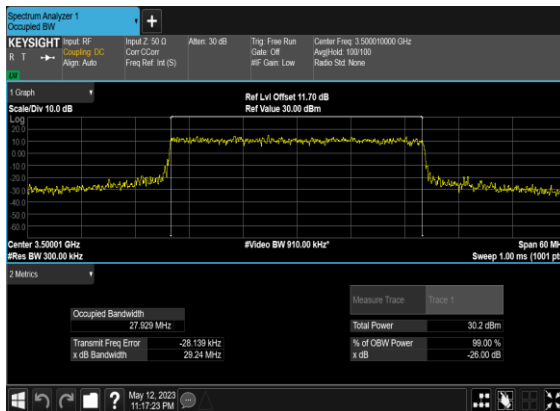 Spectrum Analyzer 1
Occupied BW
KEYSIGHT
R T
LXI
Input: RF
Coupling: DC
Align: Auto
Input Z: 50 Ω
Corr CCorr
Freq Ref: Int (S)
Atten: 30 dB
Trig: Free Run
Gate: Off
#IF Gain: Low
Center Freq: 3.500010000 GHz
Avg|Hold: 100/100
Radio Std: None
1 Graph
Scale/Div 10.0 dB
Ref Lvl Offset 11.70 dB
Ref Value 30.00 dBm
Log
20.0
10.0
0.00
-10.0
-20.0
-30.0
-40.0
-50.0
-60.0
Center 3.50001 GHz
#Res BW 300.00 kHz
#Video BW 910.00 kHz*
Span 60 MH
Sweep 1.00 ms (1001 pt
2 Metrics
Measure Trace Trace 1
Occupied Bandwidth
27.929 MHz
Total Power 30.2 dBm
Transmit Freq Error -28.139 kHz
% of OBW Power 99.00 %
x dB Bandwidth 29.24 MHz
x dB -26.00 dB
?
May 12, 2023
11:17:23 PM